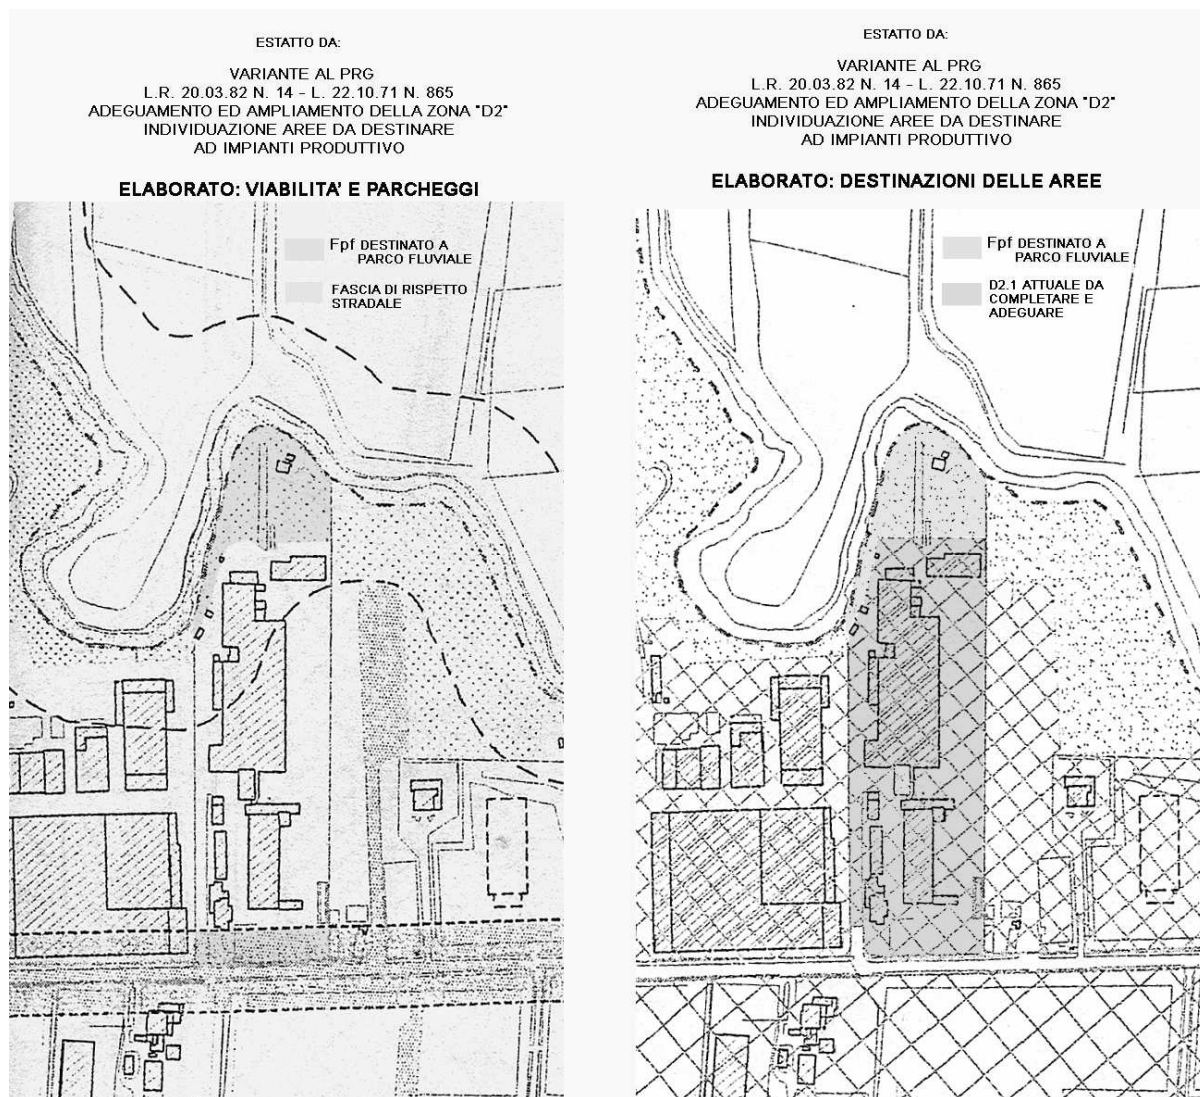 ESTATTO DA:
VARIANTE AL PRG
L.R. 20.03.82 N. 14 - L. 22.10.71 N. 865
ADEGUAMENTO ED AMPLIAMENTO DELLA ZONA "D2"
INDIVIDUAZIONE AREE DA DESTINARE
AD IMPIANTI PRODUTTIVO
ELABORATO: VIABILITA' E PARCHEGGI
Fpf DESTINATO A
PARCO FLUVIALE
FASCIA DI RISPETTO
STRADALE
ESTATTO DA:
VARIANTE AL PRG
L.R. 20.03.82 N. 14 - L. 22.10.71 N. 865
ADEGUAMENTO ED AMPLIAMENTO DELLA ZONA "D2"
INDIVIDUAZIONE AREE DA DESTINARE
AD IMPIANTI PRODUTTIVO
ELABORATO: DESTINAZIONI DELLE AREE
Fpf DESTINATO A
PARCO FLUVIALE
D2.1 ATTUALE DA
COMPLETARE E
ADEGUARE